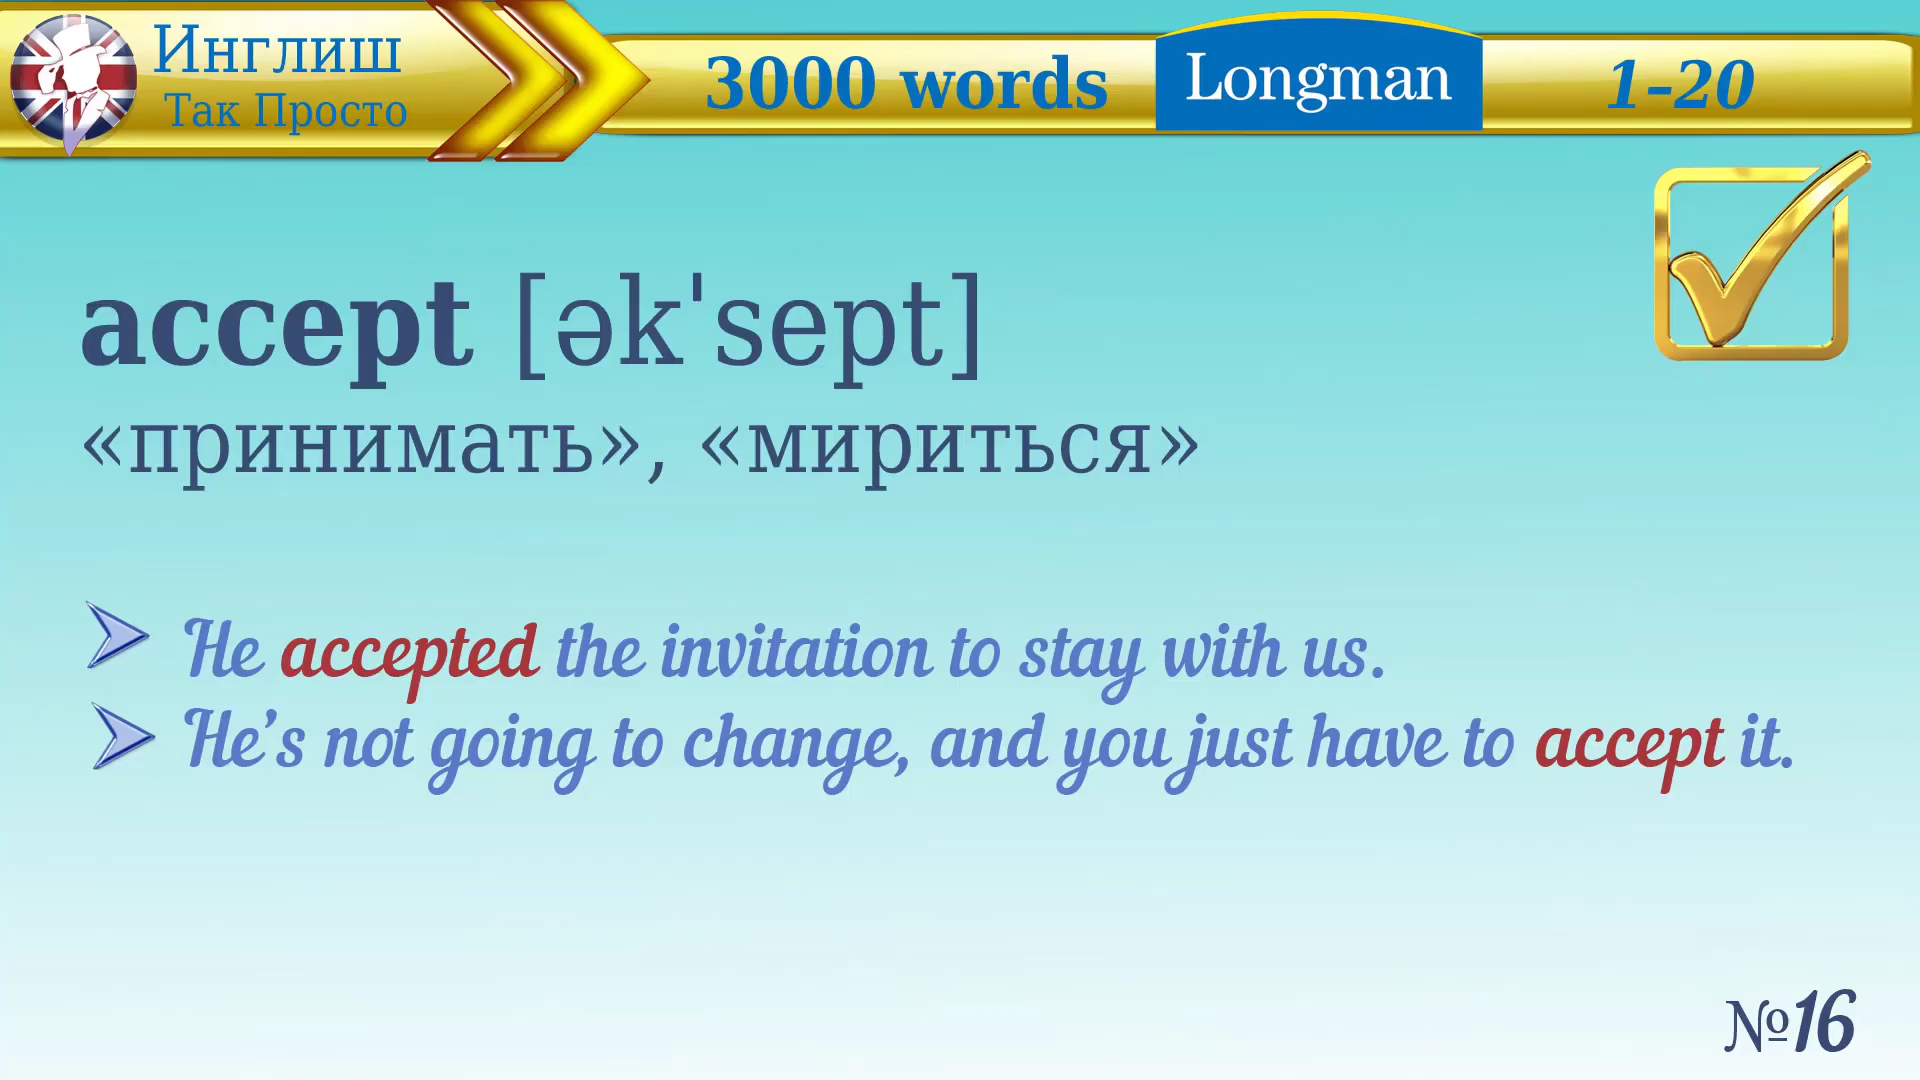 Инглиш
Так Просто
3000 words
Longman
1-20
accept [ək'sept]
«принимать», «мириться»
He accepted the invitation to stay with us.
He’s not going to change, and you just have to accept it.
№16